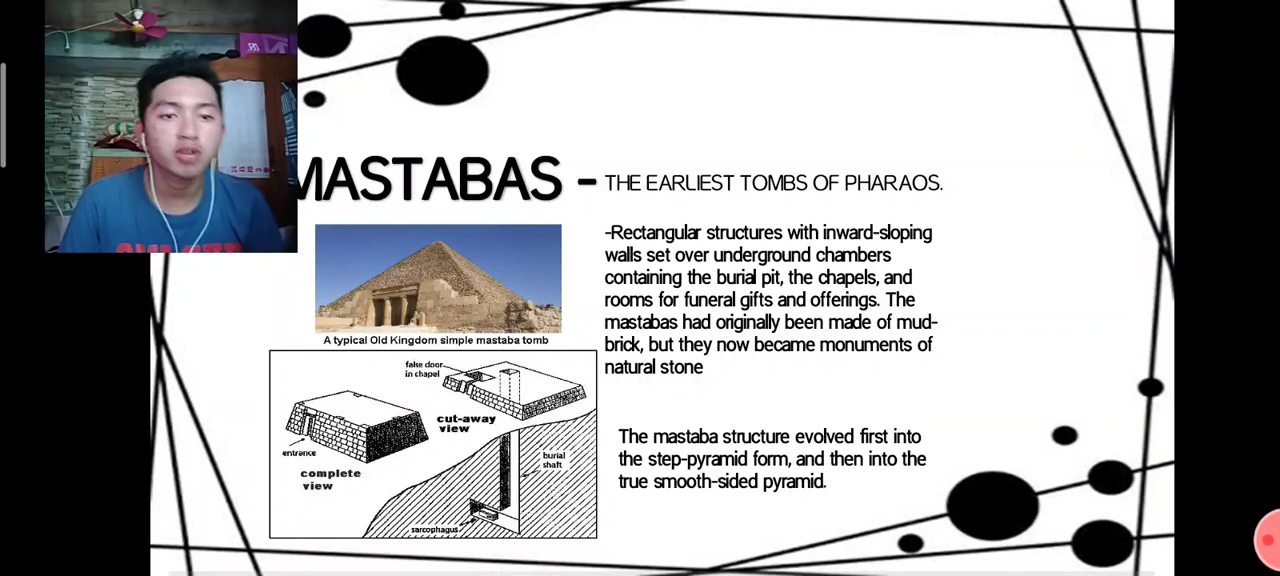 MASTABAS - THE EARLIEST TOMBS OF PHARAOS.
-Rectangular structures with inward-sloping
walls set over underground chambers
containing the burial pit, the chapels, and
rooms for funeral gifts and offerings. The
mastabas had originally been made of mud-
brick, but they now became monuments of
natural stone
A typical Old Kingdom simple mastaba tomb
false door
in chapel
cut-away
view
entrance
complete
view
burial
shaft
sarcophagus
The mastaba structure evolved first into
the step-pyramid form, and then into the
true smooth-sided pyramid.